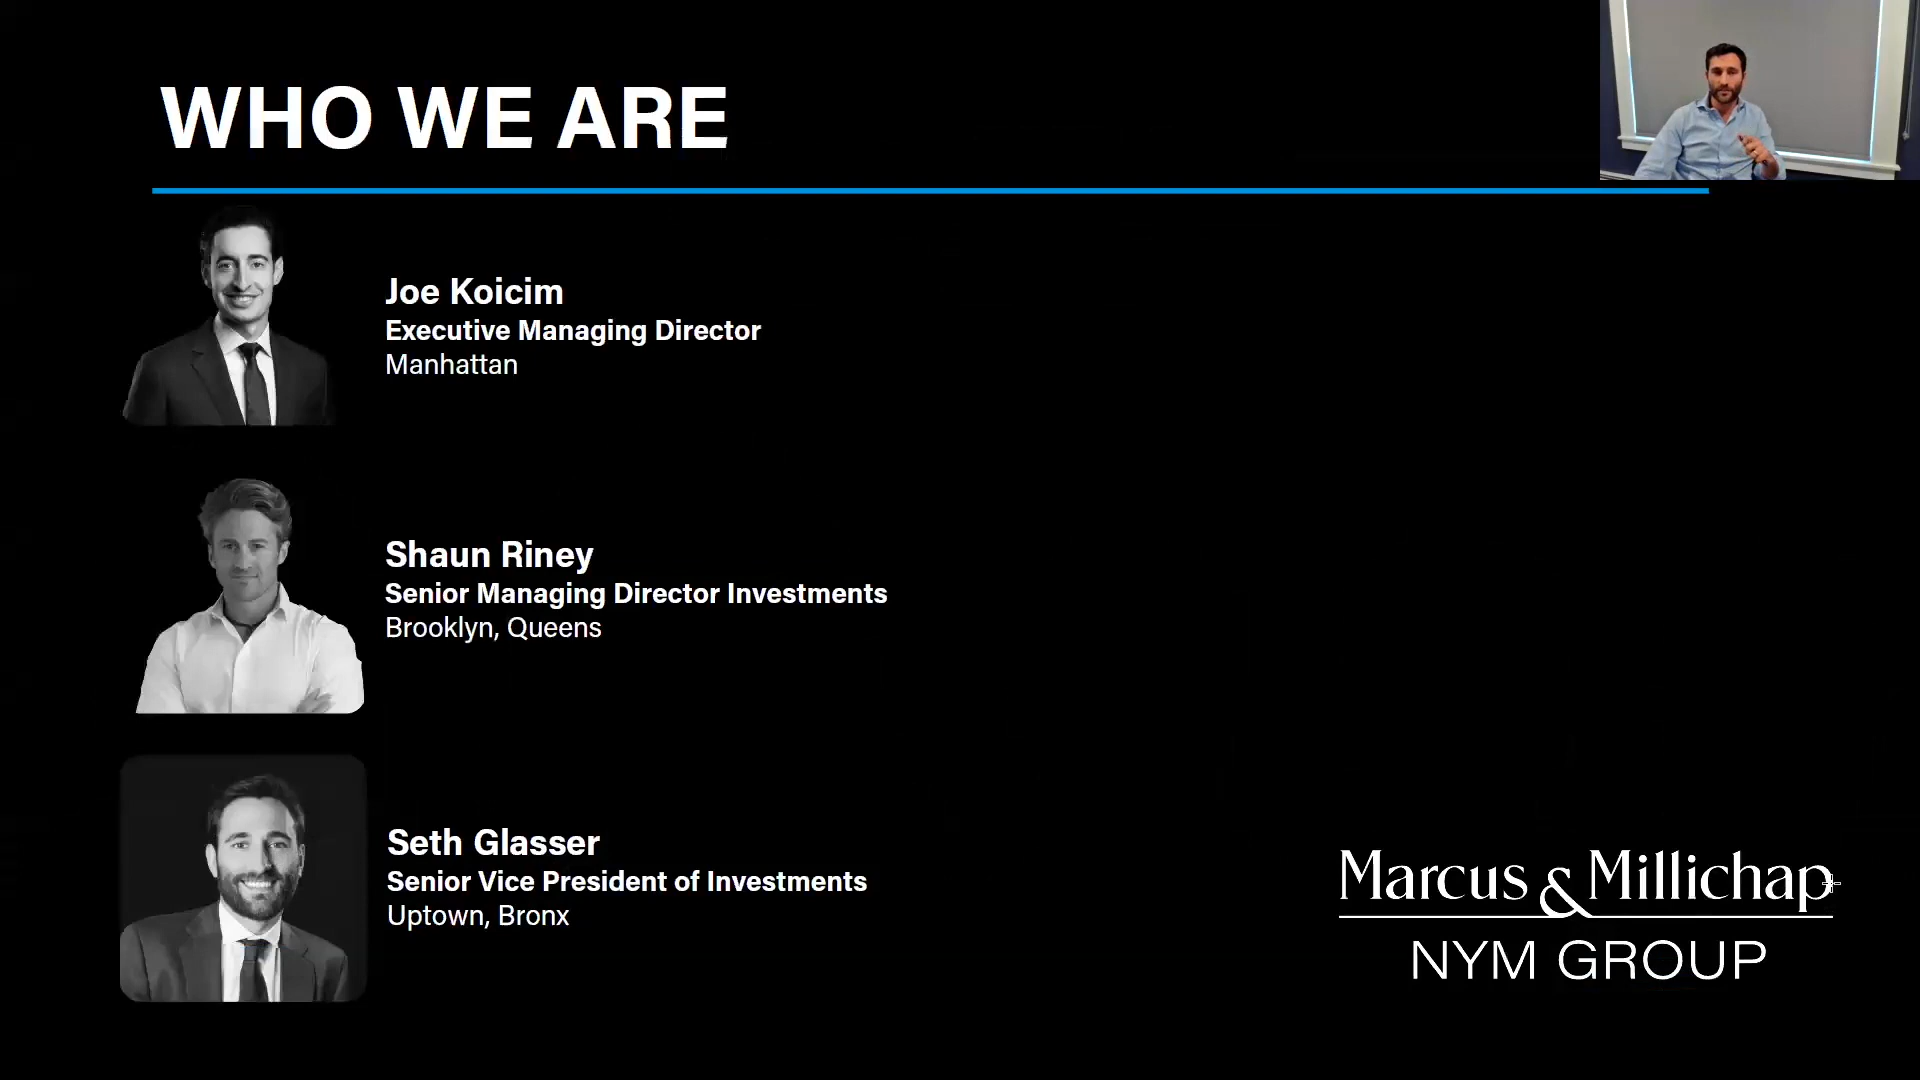 WHO WE ARE
Joe Koicim
Executive Managing Director
Manhattan
Shaun Riney
Senior Managing Director Investments
Brooklyn, Queens
Seth Glasser
Senior Vice President of Investments
Uptown, Bronx
Marcus & Millichap
NYM GROUP